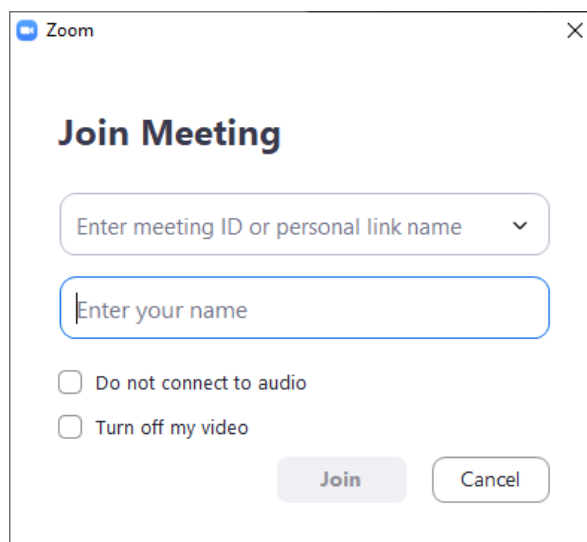 Zoom
Join Meeting
Enter meeting ID or personal link name
Enter your name
Do not connect to audio
Turn off my video
Join Cancel